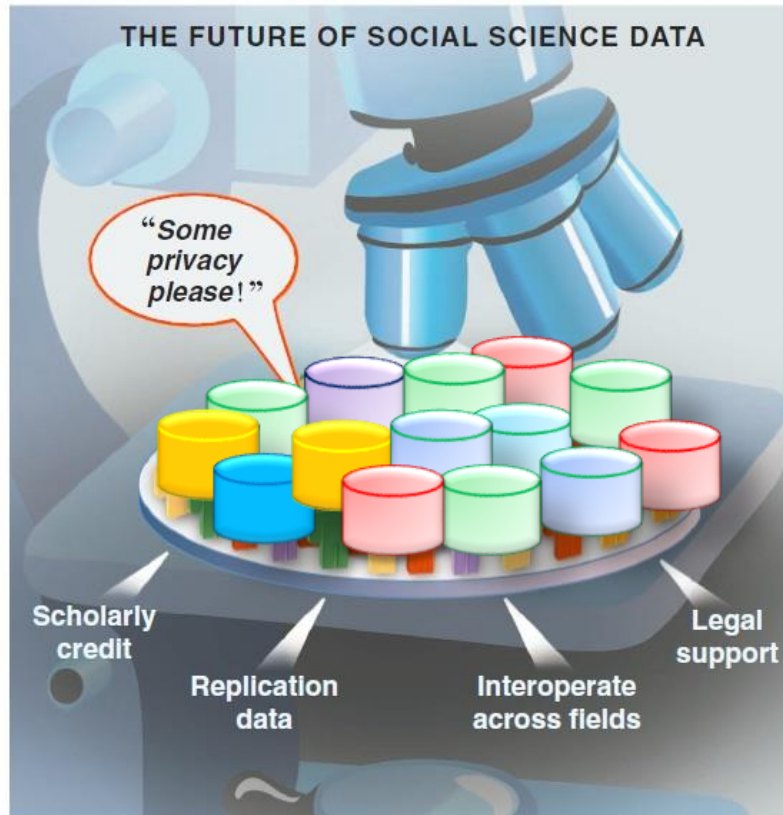 THE FUTURE OF SOCIAL SCIENCE DATA
“Some
privacy
please!”
Scholarly
credit
Replication
data
Interoperate
across fields
Legal
support